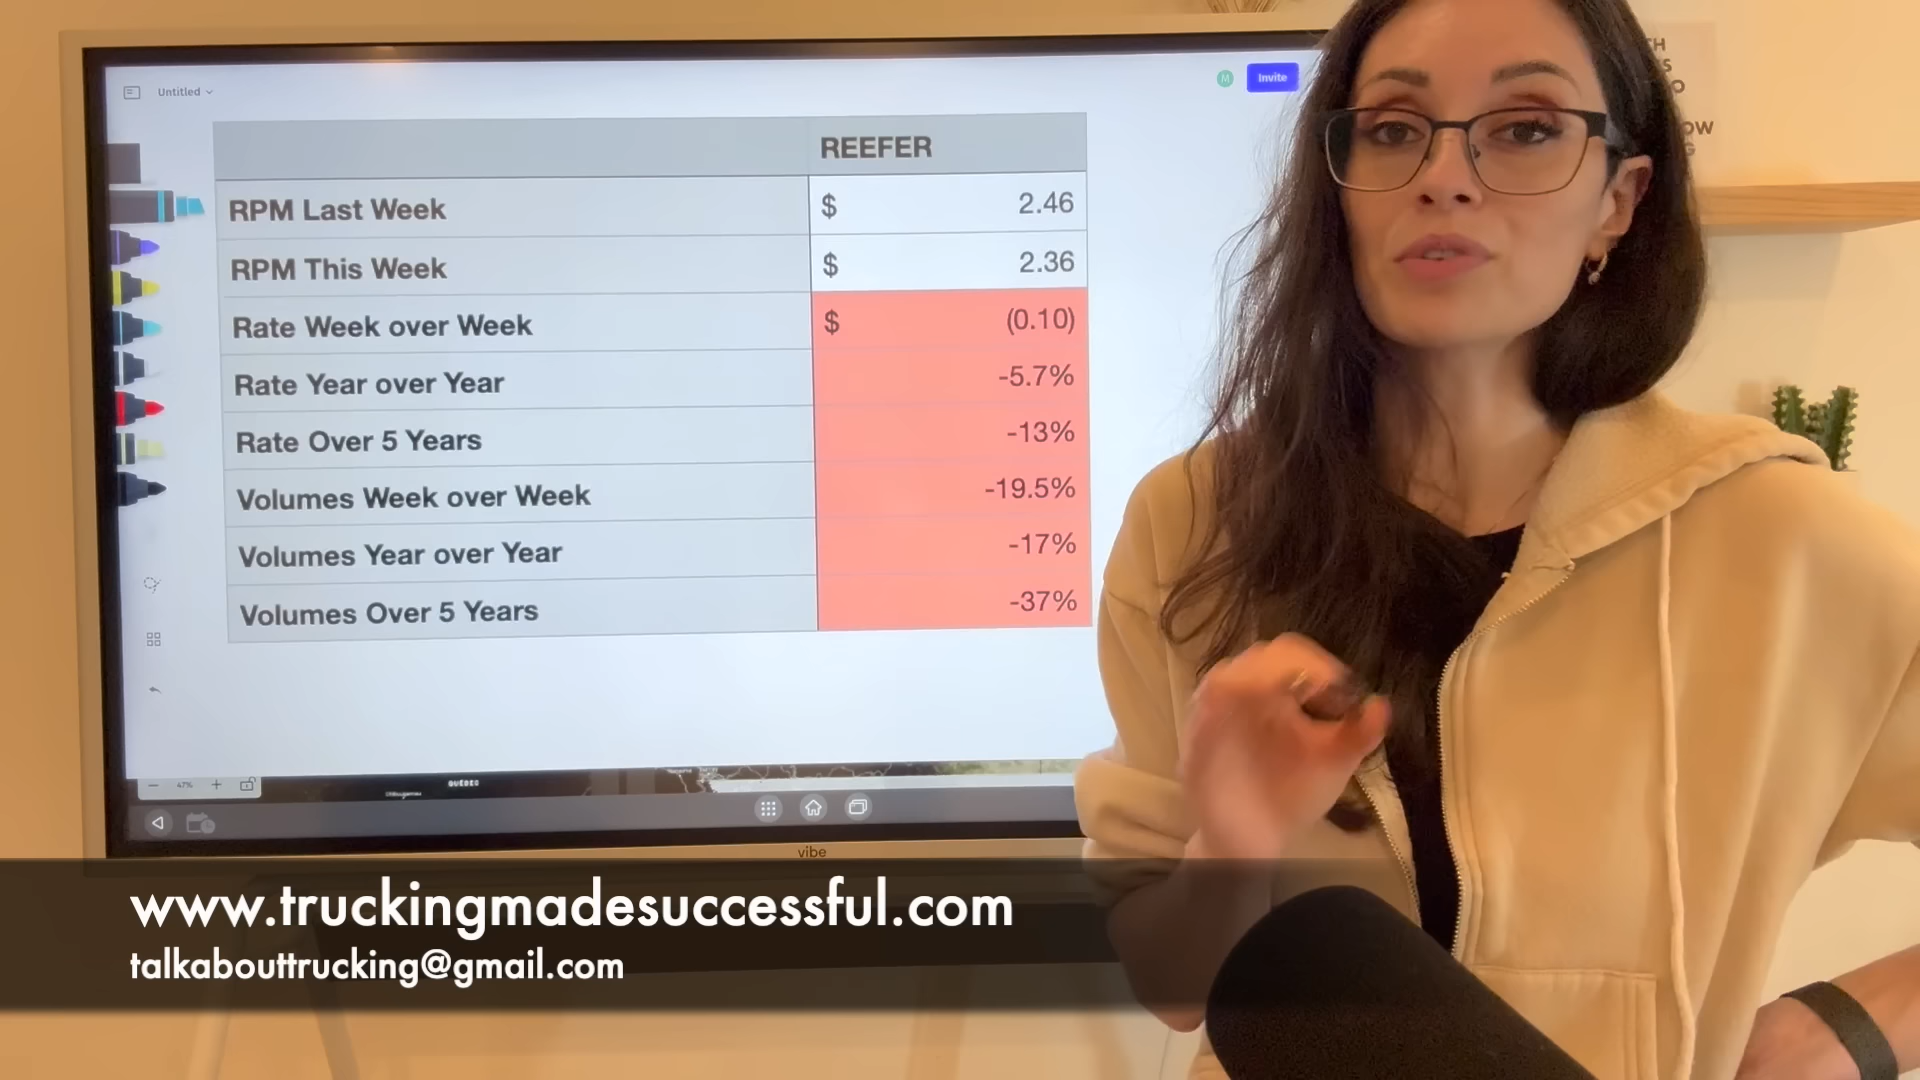 Untitled
M
Invite
REEFER
RPM Last Week $ 2.46
RPM This Week $ 2.36
Rate Week over Week $ (0.10)
Rate Year over Year -5.7%
Rate Over 5 Years -13%
Volumes Week over Week -19.5%
Volumes Year over Year -17%
Volumes Over 5 Years -37%
47%
QUÉBEC
vibe
www.truckingmadesuccessful.com
talkabouttrucking@gmail.com